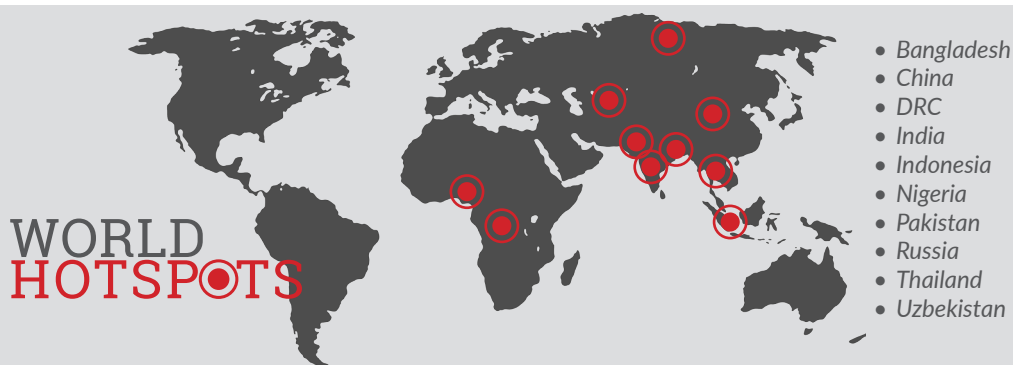 WORLD
HOTSPOTS
• Bangladesh
• China
• DRC
• India
• Indonesia
• Nigeria
• Pakistan
• Russia
• Thailand
• Uzbekistan